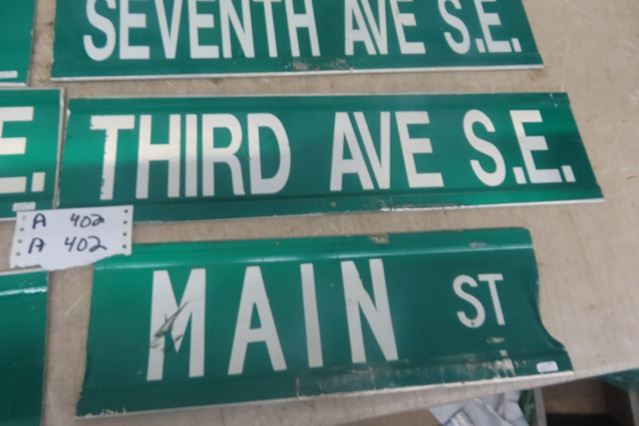 SEVENTH AVE S.E.
E.
THIRD AVE S.E.
A 402
A 402
MAIN ST